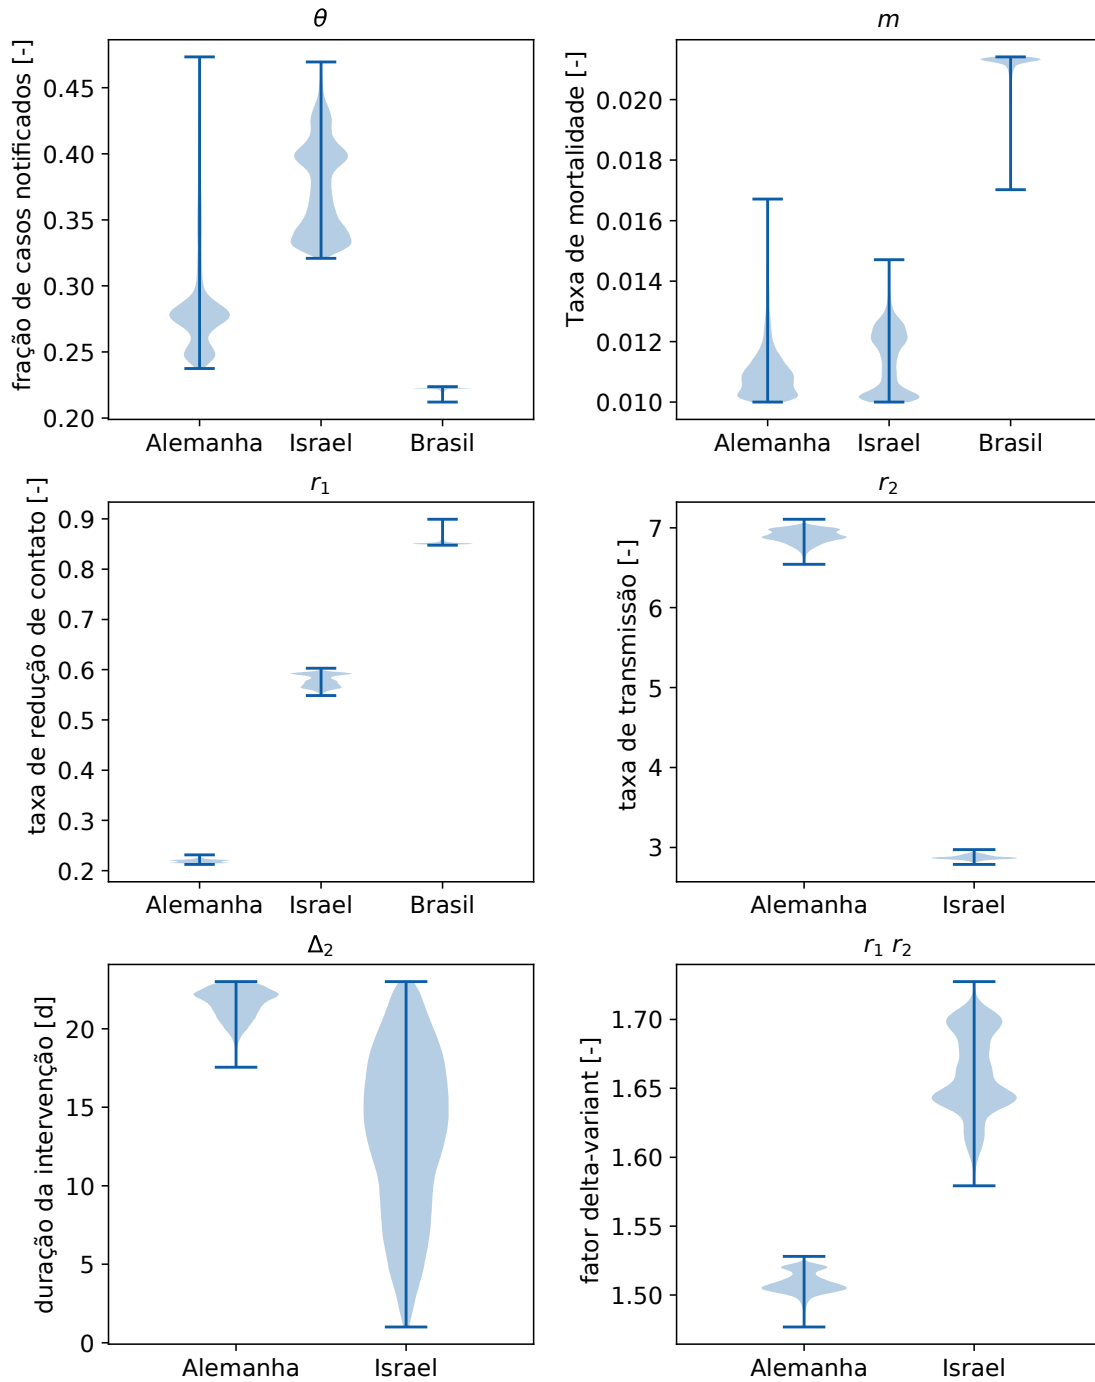 θ
fração de casos notificados [-]
0.45
0.40
0.35
0.30
0.25
0.20
Alemanha Israel Brasil
m
Taxa de mortalidade [-]
0.020
0.018
0.016
0.014
0.012
0.010
Alemanha Israel Brasil
r₁
taxa de redução de contato [-]
0.9
0.8
0.7
0.6
0.5
0.4
0.3
0.2
Alemanha Israel Brasil
r₂
taxa de transmissão [-]
7
6
5
4
3
Alemanha Israel
Δ₂
duração da intervenção [d]
20
15
10
5
0
Alemanha Israel
r₁ r₂
fator delta-variant [-]
1.70
1.65
1.60
1.55
1.50
Alemanha Israel